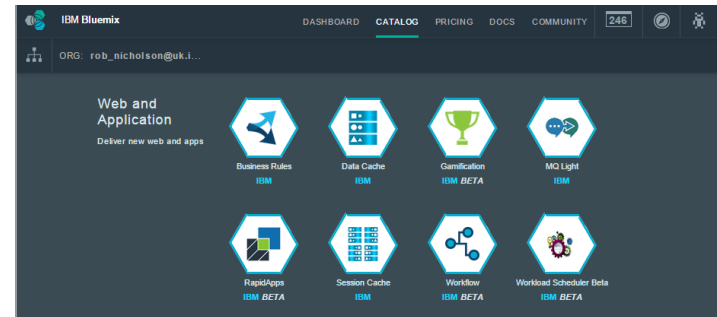 IBM Bluemix DASHBOARD CATALOG PRICING DOCS COMMUNITY 246
ORG: rob_nicholson@uk.i...
Web and
Application
Deliver new web and apps
Business Rules Data Cache Gamification MQ Light
IBM IBM IBM BETA IBM
RapidApps Session Cache Workflow Workload Scheduler Beta
IBM BETA IBM IBM BETA IBM BETA